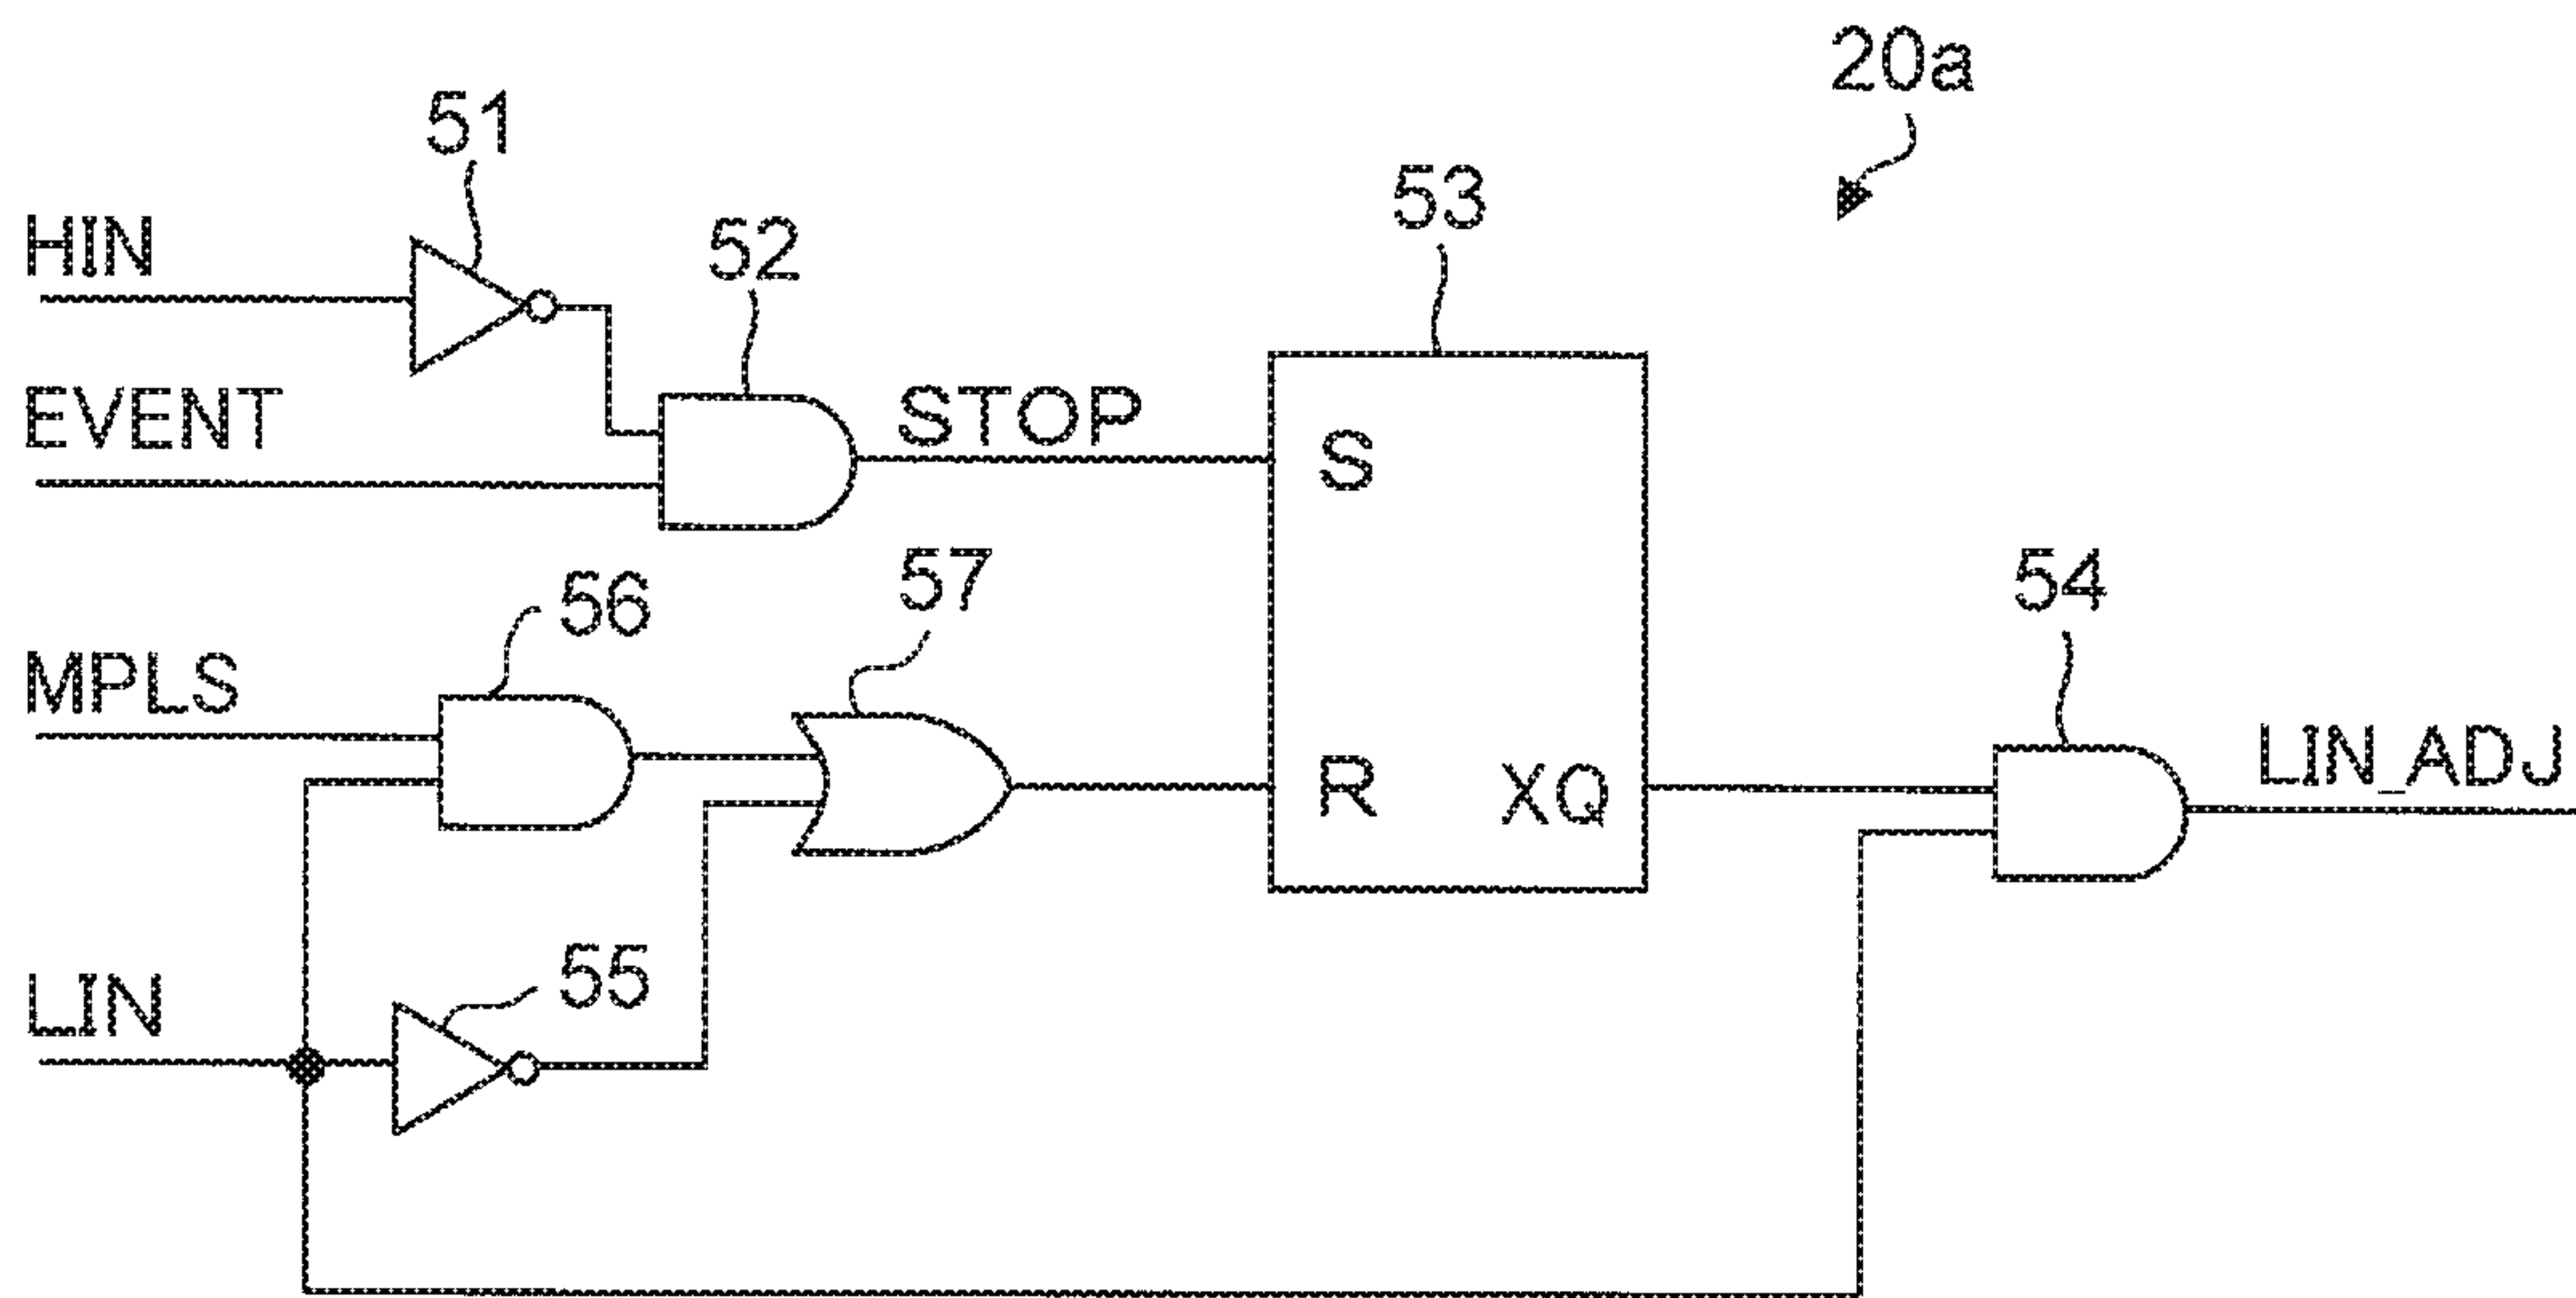 20a
51
53
HIN
52
EVENT
STOP
S
57
54
56
MPLS
LIN_ADJ
R
XQ
55
LIN